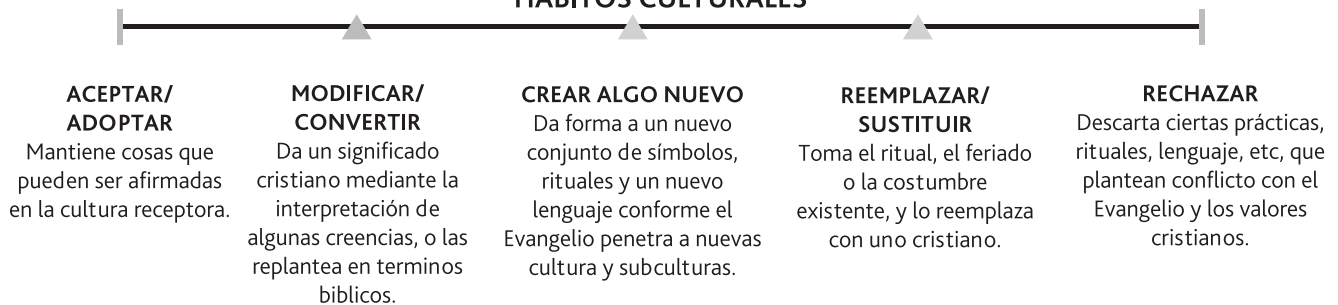 HÁBITOS CULTURALES
ACEPTAR/
ADOPTAR
Mantiene cosas que
pueden ser afirmadas
en la cultura receptora.
MODIFICAR/
CONVERTIR
Da un significado
cristiano mediante la
interpretación de
algunas creencias, o las
replantea en terminos
biblicos.
CREAR ALGO NUEVO
Da forma a un nuevo
conjunto de símbolos,
rituales y un nuevo
lenguaje conforme el
Evangelio penetra a nuevas
cultura y subculturas.
REEMPLAZAR/
SUSTITUIR
Toma el ritual, el feriado
o la costumbre
existente, y lo reemplaza
con uno cristiano.
RECHAZAR
Descarta ciertas prácticas,
rituales, lenguaje, etc, que
plantean conflicto con el
Evangelio y los valores
cristianos.